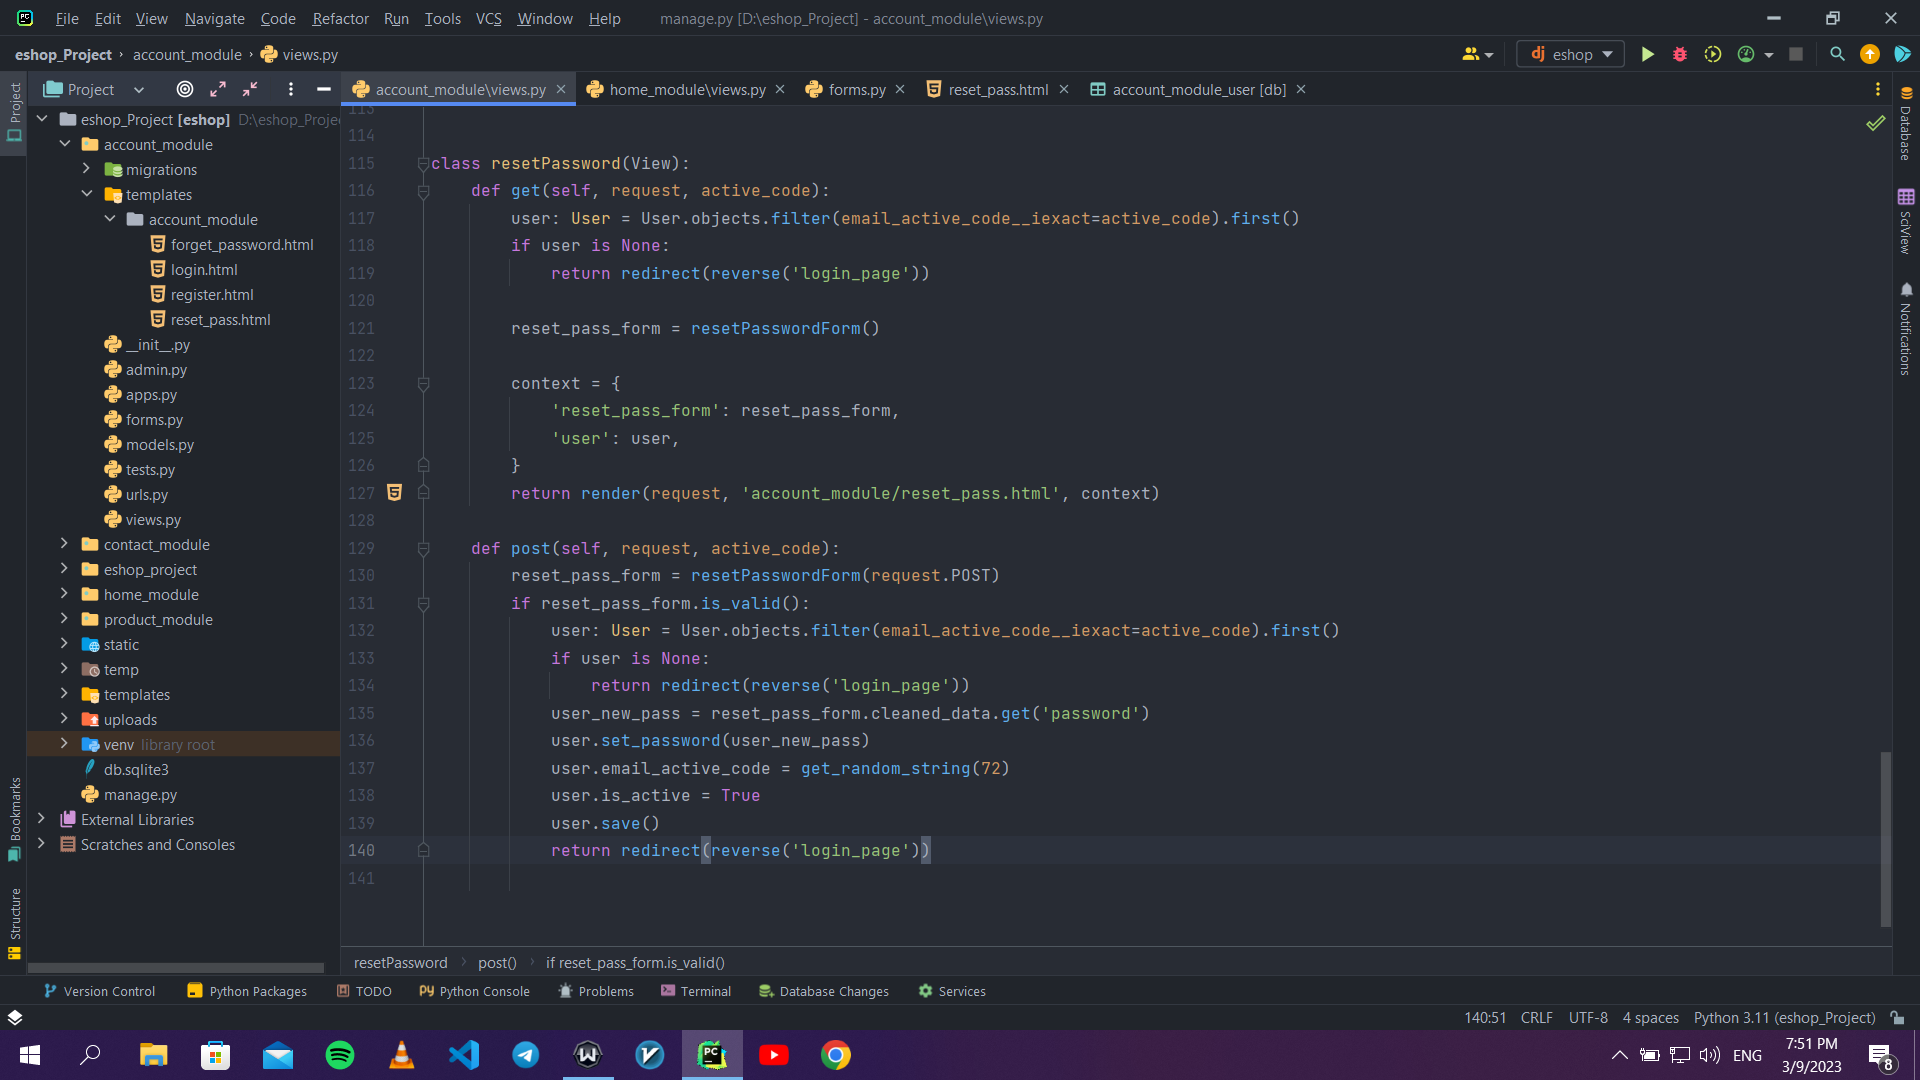 File Edit View Navigate Code Refactor Run Tools VCS Window Help manage.py [D:\eshop_Project] - account_module\views.py
eshop_Project account_module views.py
dj eshop
Project
account_module\views.py
home_module\views.py
forms.py
reset_pass.html
account_module_user [db]
Project
Bookmarks
Structure
eshop_Project [eshop] D:\eshop_Proje
account_module
migrations
templates
account_module
forget_password.html
login.html
register.html
reset_pass.html
__init__.py
admin.py
apps.py
forms.py
models.py
tests.py
urls.py
views.py
contact_module
eshop_project
home_module
product_module
static
temp
templates
uploads
venv library root
db.sqlite3
manage.py
External Libraries
Scratches and Consoles
113
114
115 class resetPassword(View):
116 def get(self, request, active_code):
117 user: User = User.objects.filter(email_active_code__iexact=active_code).first()
118 if user is None:
119 return redirect(reverse('login_page'))
120
121 reset_pass_form = resetPasswordForm()
122
123 context = {
124 'reset_pass_form': reset_pass_form,
125 'user': user,
126 }
127 return render(request, 'account_module/reset_pass.html', context)
128
129 def post(self, request, active_code):
130 reset_pass_form = resetPasswordForm(request.POST)
131 if reset_pass_form.is_valid():
132 user: User = User.objects.filter(email_active_code__iexact=active_code).first()
133 if user is None:
134 return redirect(reverse('login_page'))
135 user_new_pass = reset_pass_form.cleaned_data.get('password')
136 user.set_password(user_new_pass)
137 user.email_active_code = get_random_string(72)
138 user.is_active = True
139 user.save()
140 return redirect(reverse('login_page'))
141
Database
SciView
Notifications
resetPassword post() if reset_pass_form.is_valid()
Version Control Python Packages TODO Python Console Problems Terminal Database Changes Services
140:51 CRLF UTF-8 4 spaces Python 3.11 (eshop_Project)
PC
ENG
7:51 PM
3/9/2023
8